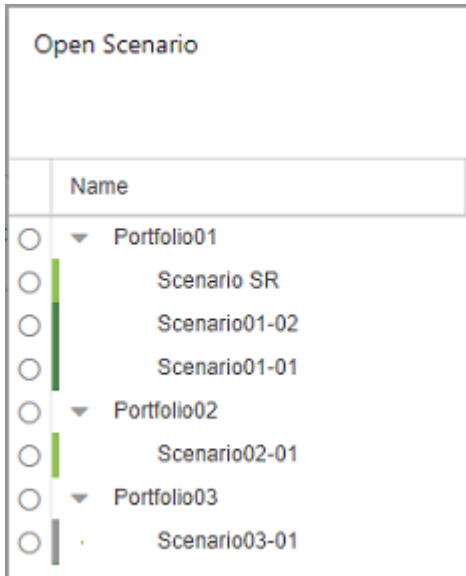 Open Scenario
Name
Portfolio01
Scenario SR
Scenario01-02
Scenario01-01
Portfolio02
Scenario02-01
Portfolio03
Scenario03-01